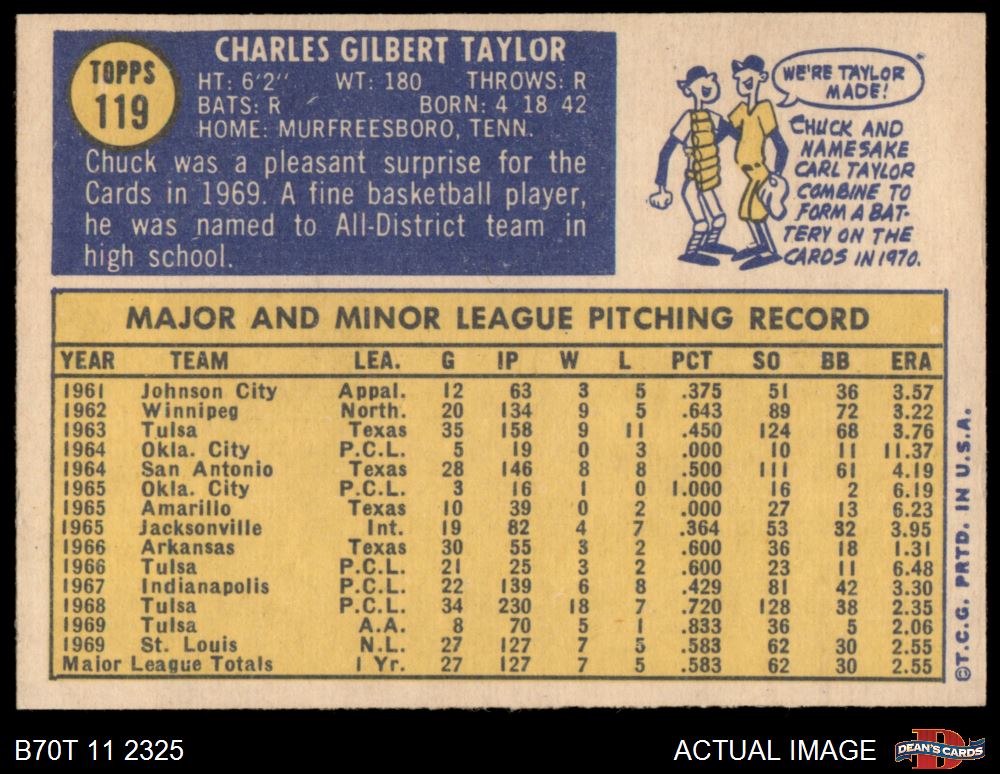 TOPPS
119
CHARLES GILBERT TAYLOR
HT: 6'2'' WT: 180 THROWS: R
BATS: R BORN: 4 18 42
HOME: MURFREESBORO, TENN.
Chuck was a pleasant surprise for the
Cards in 1969. A fine basketball player,
he was named to All-District team in
high school.
WE'RE TAYLOR
MADE!
CHUCK AND
NAMESAKE
CARL TAYLOR
COMBINE TO
FORM A BAT-
TERY ON THE
CARDS IN 1970.
MAJOR AND MINOR LEAGUE PITCHING RECORD
YEAR TEAM LEA. G IP W L PCT SO BB ERA
1961 Johnson City Appal. 12 63 3 5 .375 51 36 3.57
1962 Winnipeg North. 20 134 9 5 .643 89 72 3.22
1963 Tulsa Texas 35 158 9 11 .450 124 68 3.76
1964 Okla. City P.C.L. 5 19 0 3 .000 10 11 11.37
1964 San Antonio Texas 28 146 8 8 .500 111 61 4.19
1965 Okla. City P.C.L. 3 16 1 0 1.000 16 2 6.19
1965 Amarillo Texas 10 39 0 2 .000 27 13 6.23
1965 Jacksonville Int. 19 82 4 7 .364 53 32 3.95
1966 Arkansas Texas 30 55 3 2 .600 36 18 1.31
1966 Tulsa P.C.L. 21 25 3 2 .600 23 11 6.48
1967 Indianapolis P.C.L. 22 139 6 8 .429 81 42 3.30
1968 Tulsa P.C.L. 34 230 18 7 .720 128 38 2.35
1969 Tulsa A.A. 8 70 5 1 .833 36 5 2.06
1969 St. Louis N.L. 27 127 7 5 .583 62 30 2.55
Major League Totals 1 Yr. 27 127 7 5 .583 62 30 2.55
©T.C.G. PRTD. IN U.S.A.
B70T 11 2325
ACTUAL IMAGE
D
DEAN'S CARDS